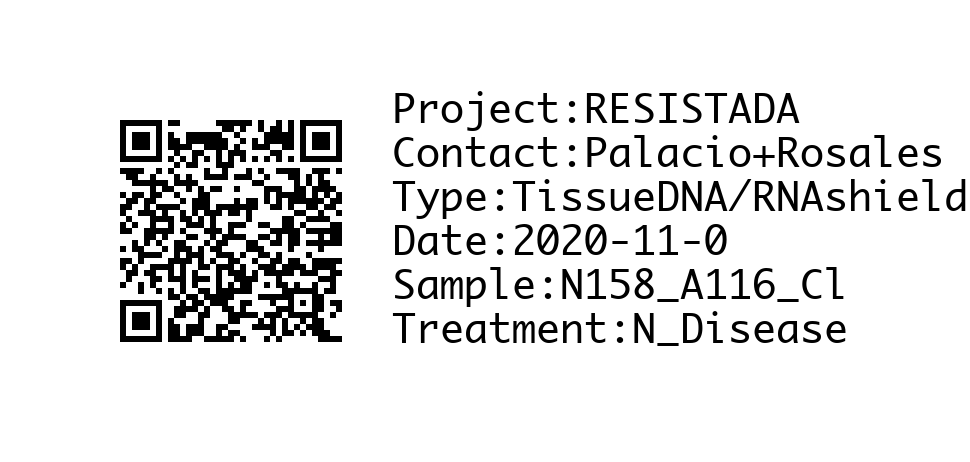 Project:RESISTADA
Contact:Palacio+Rosales
Type:TissueDNA/RNAshield
Date:2020-11-0
Sample:N158_A116_Cl
Treatment:N_Disease